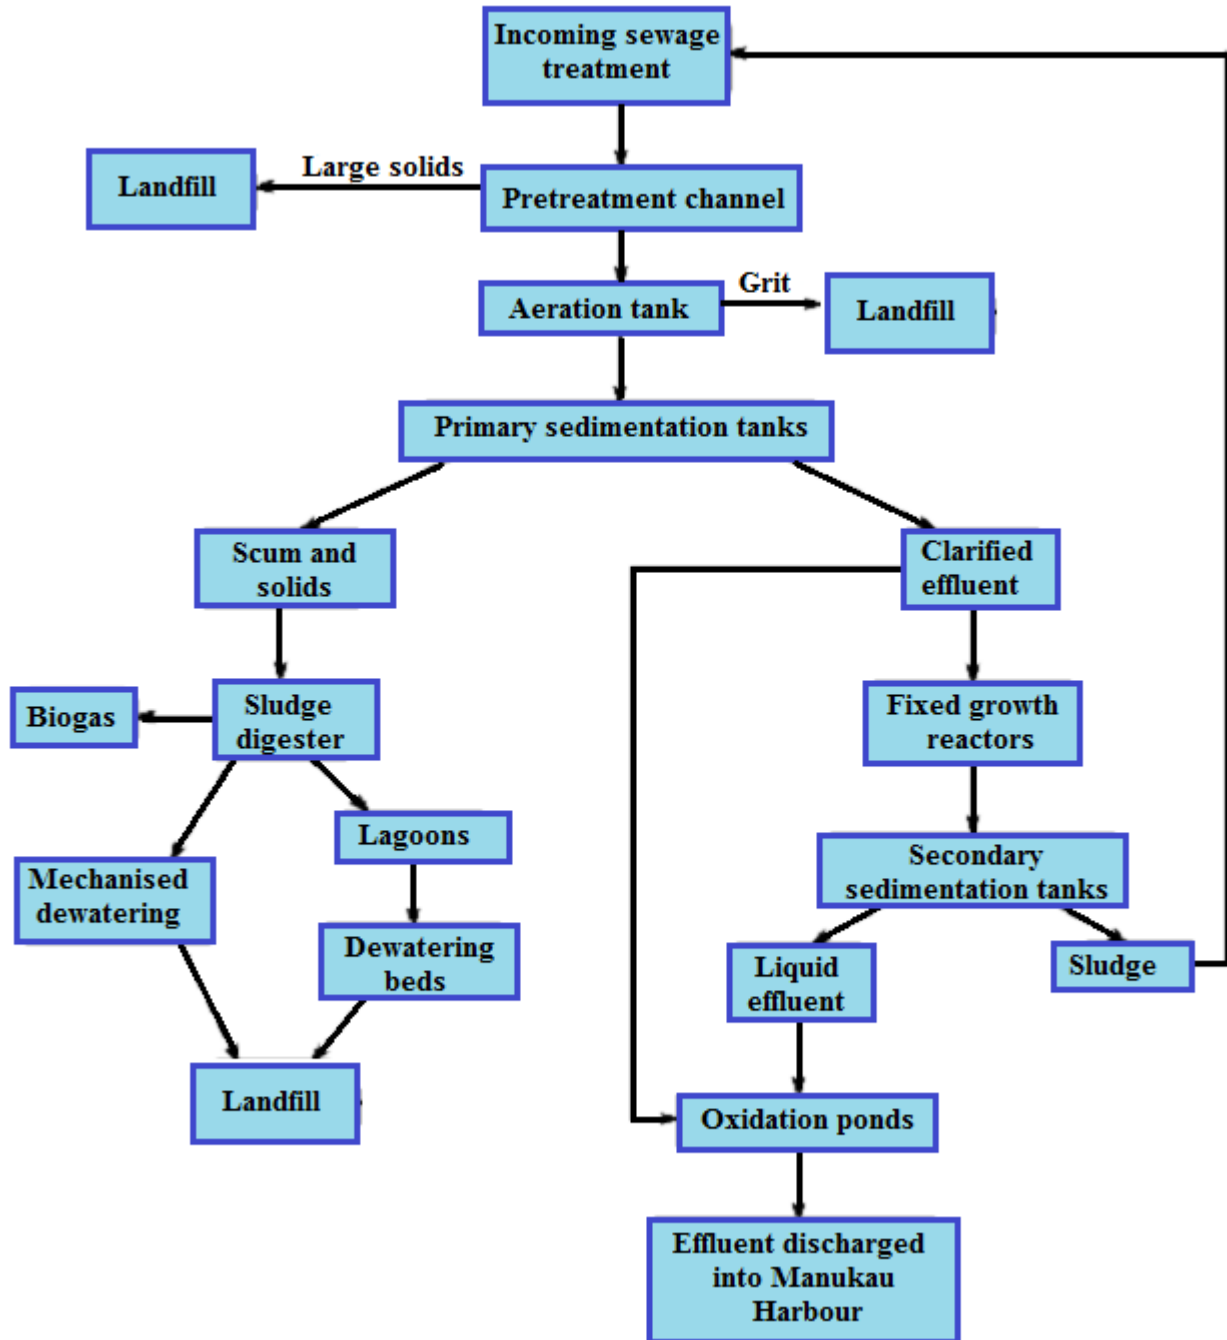 Incoming sewage
treatment
Large solids
Landfill
Pretreatment channel
Grit
Aeration tank
Landfill
Primary sedimentation tanks
Scum and
solids
Clarified
effluent
Biogas
Sludge
digester
Fixed growth
reactors
Lagoons
Mechanised
dewatering
Secondary
sedimentation tanks
Dewatering
beds
Liquid
effluent
Sludge
Landfill
Oxidation ponds
Effluent discharged
into Manukau
Harbour